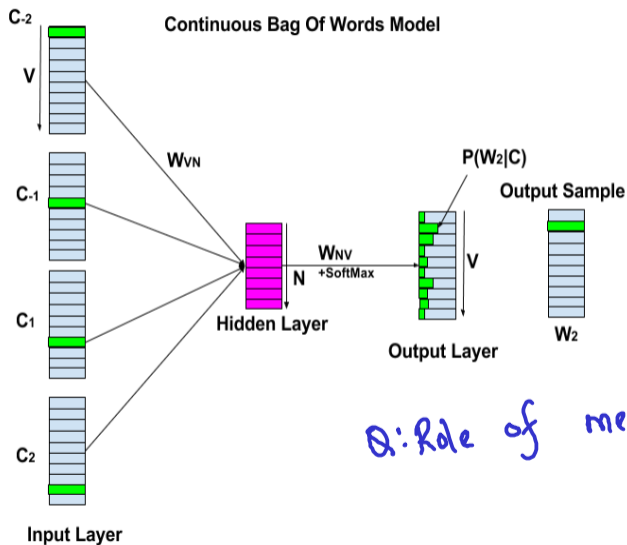 C-2
Continuous Bag Of Words Model
V
WVN
P(W2|C)
C-1
Output Sample
WNV
+SoftMax
N
V
C1
Hidden Layer
W2
Output Layer
Q: Role of me
C2
Input Layer